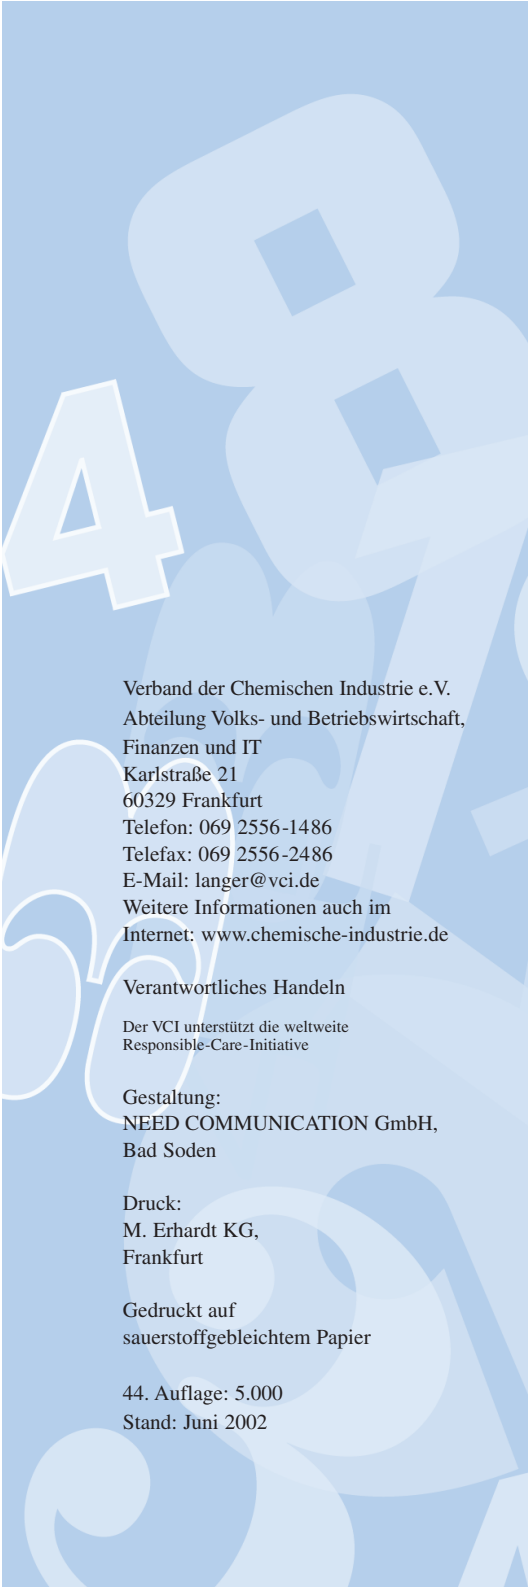 Verband der Chemischen Industrie e.V.
Abteilung Volks- und Betriebswirtschaft,
Finanzen und IT
Karlstraße 21
60329 Frankfurt
Telefon: 069 2556-1486
Telefax: 069 2556-2486
E-Mail: langer@vci.de
Weitere Informationen auch im
Internet: www.chemische-industrie.de
Verantwortliches Handeln
Der VCI unterstützt die weltweite
Responsible-Care-Initiative
Gestaltung:
NEED COMMUNICATION GmbH,
Bad Soden
Druck:
M. Erhardt KG,
Frankfurt
Gedruckt auf
sauerstoffgebleichtem Papier
44. Auflage: 5.000
Stand: Juni 2002